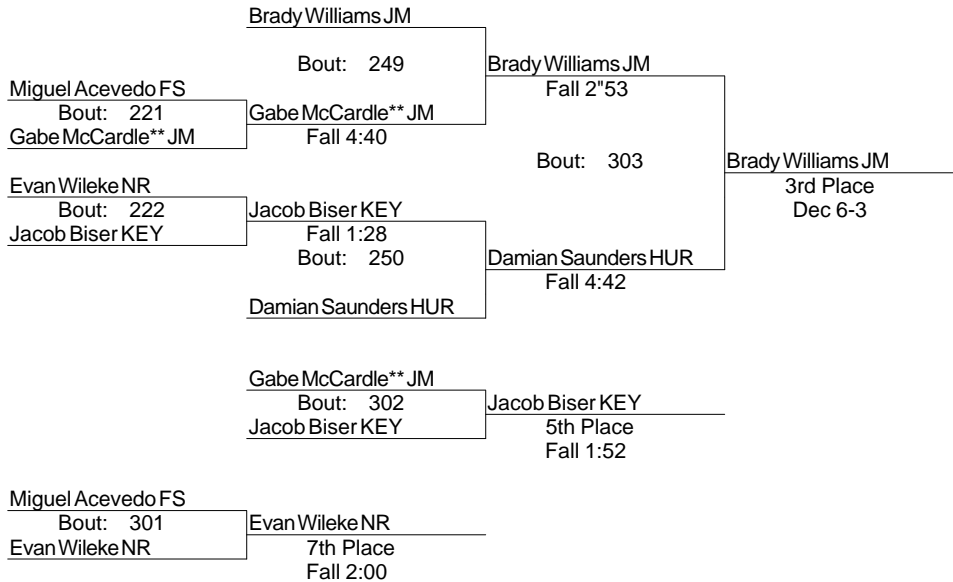 Brady Williams JM
Bout: 249
Brady Williams JM
Fall 2"53
Miguel Acevedo FS
Bout: 221
Gabe McCardle** JM
Gabe McCardle** JM
Fall 4:40
Bout: 303
Brady Williams JM
3rd Place
Dec 6-3
Evan Wileke NR
Bout: 222
Jacob Biser KEY
Jacob Biser KEY
Fall 1:28
Bout: 250
Damian Saunders HUR
Fall 4:42
Damian Saunders HUR
Gabe McCardle** JM
Bout: 302
Jacob Biser KEY
Jacob Biser KEY
5th Place
Fall 1:52
Miguel Acevedo FS
Bout: 301
Evan Wileke NR
Evan Wileke NR
7th Place
Fall 2:00